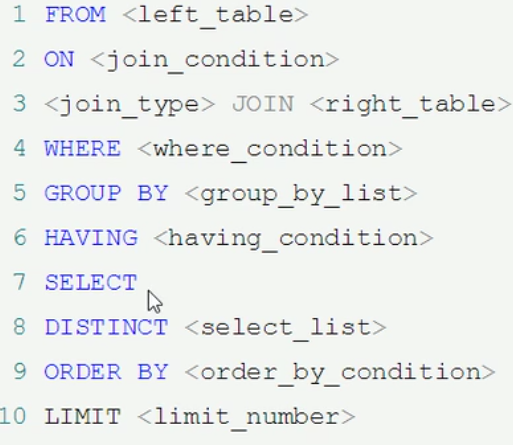 1 FROM <left_table>
2 ON <join_condition>
3 <join_type> JOIN <right_table>
4 WHERE <where_condition>
5 GROUP BY <group_by_list>
6 HAVING <having_condition>
7 SELECT
8 DISTINCT <select_list>
9 ORDER BY <order_by_condition>
10 LIMIT <limit_number>